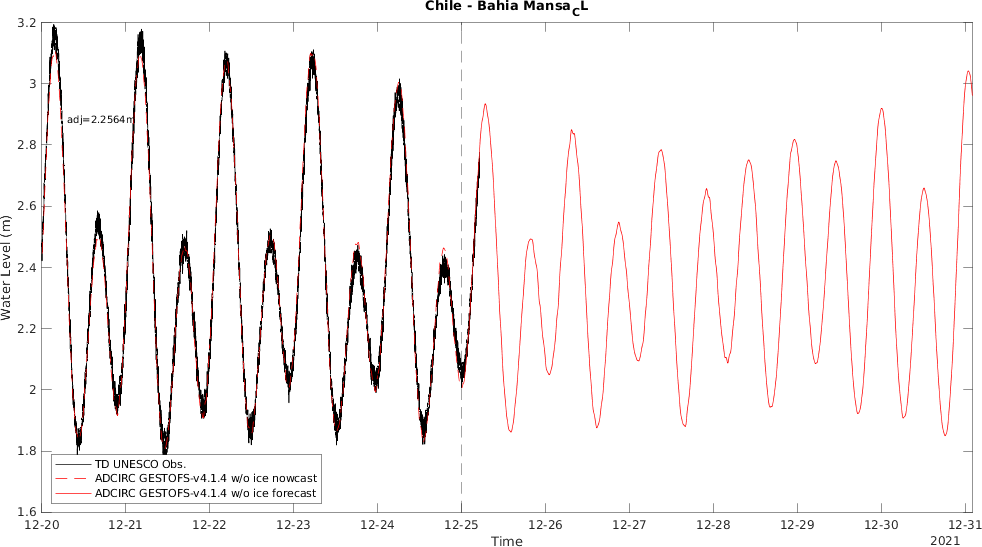 Chile - Bahia Mansa_CL
3.2
3
2.8
2.6
2.4
2.2
2
1.8
1.6
Water Level (m)
adj=2.2564m
TD UNESCO Obs.
ADCIRC GESTOFS-v4.1.4 w/o ice nowcast
ADCIRC GESTOFS-v4.1.4 w/o ice forecast
12-20 12-21 12-22 12-23 12-24 12-25 12-26 12-27 12-28 12-29 12-30 12-31
Time
2021